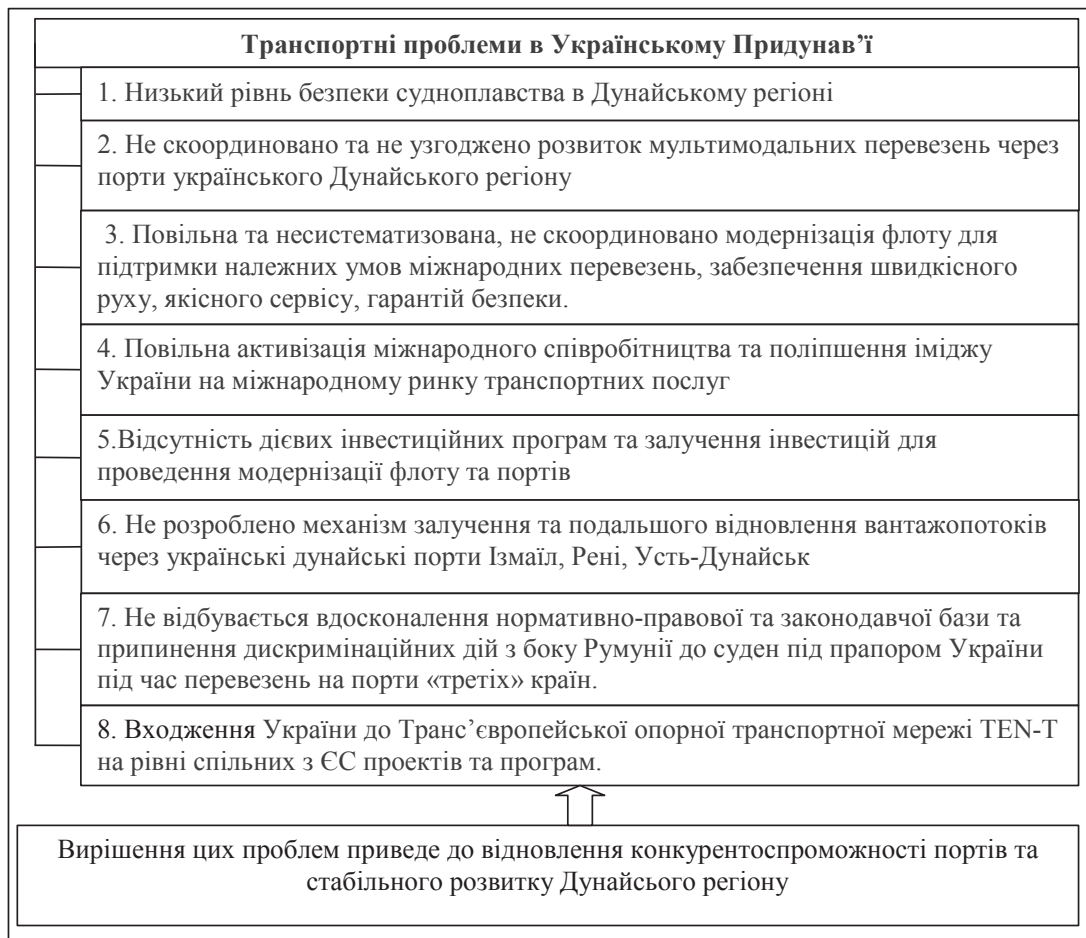 Транспортні проблеми в Українському Придунав’ї
1. Низький рівнь безпеки судноплавства в Дунайському регіоні
2. Не скоординовано та не узгоджено розвиток мультимодальних перевезень через
порти українського Дунайського регіону
3. Повільна та несистематизована, не скоординовано модернізація флоту для
підтримки належних умов міжнародних перевезень, забезпечення швидкісного
руху, якісного сервісу, гарантій безпеки.
4. Повільна активізація міжнародного співробітництва та поліпшення іміджу
України на міжнародному ринку транспортних послуг
5.Відсутність дієвих інвестиційних програм та залучення інвестицій для
проведення модернізації флоту та портів
6. Не розроблено механізм залучення та подальшого відновлення вантажопотоків
через українські дунайські порти Ізмаїл, Рені, Усть-Дунайськ
7. Не відбувається вдосконалення нормативно-правової та законодавчої бази та
припинення дискримінаційних дій з боку Румунії до суден під прапором України
під час перевезень на порти «третіх» країн.
8. Входження України до Транс’європейської опорної транспортної мережі TEN-T
на рівні спільних з ЄС проектів та програм.
Вирішення цих проблем приведе до відновлення конкурентоспроможності портів та
стабільного розвитку Дунайсього регіону